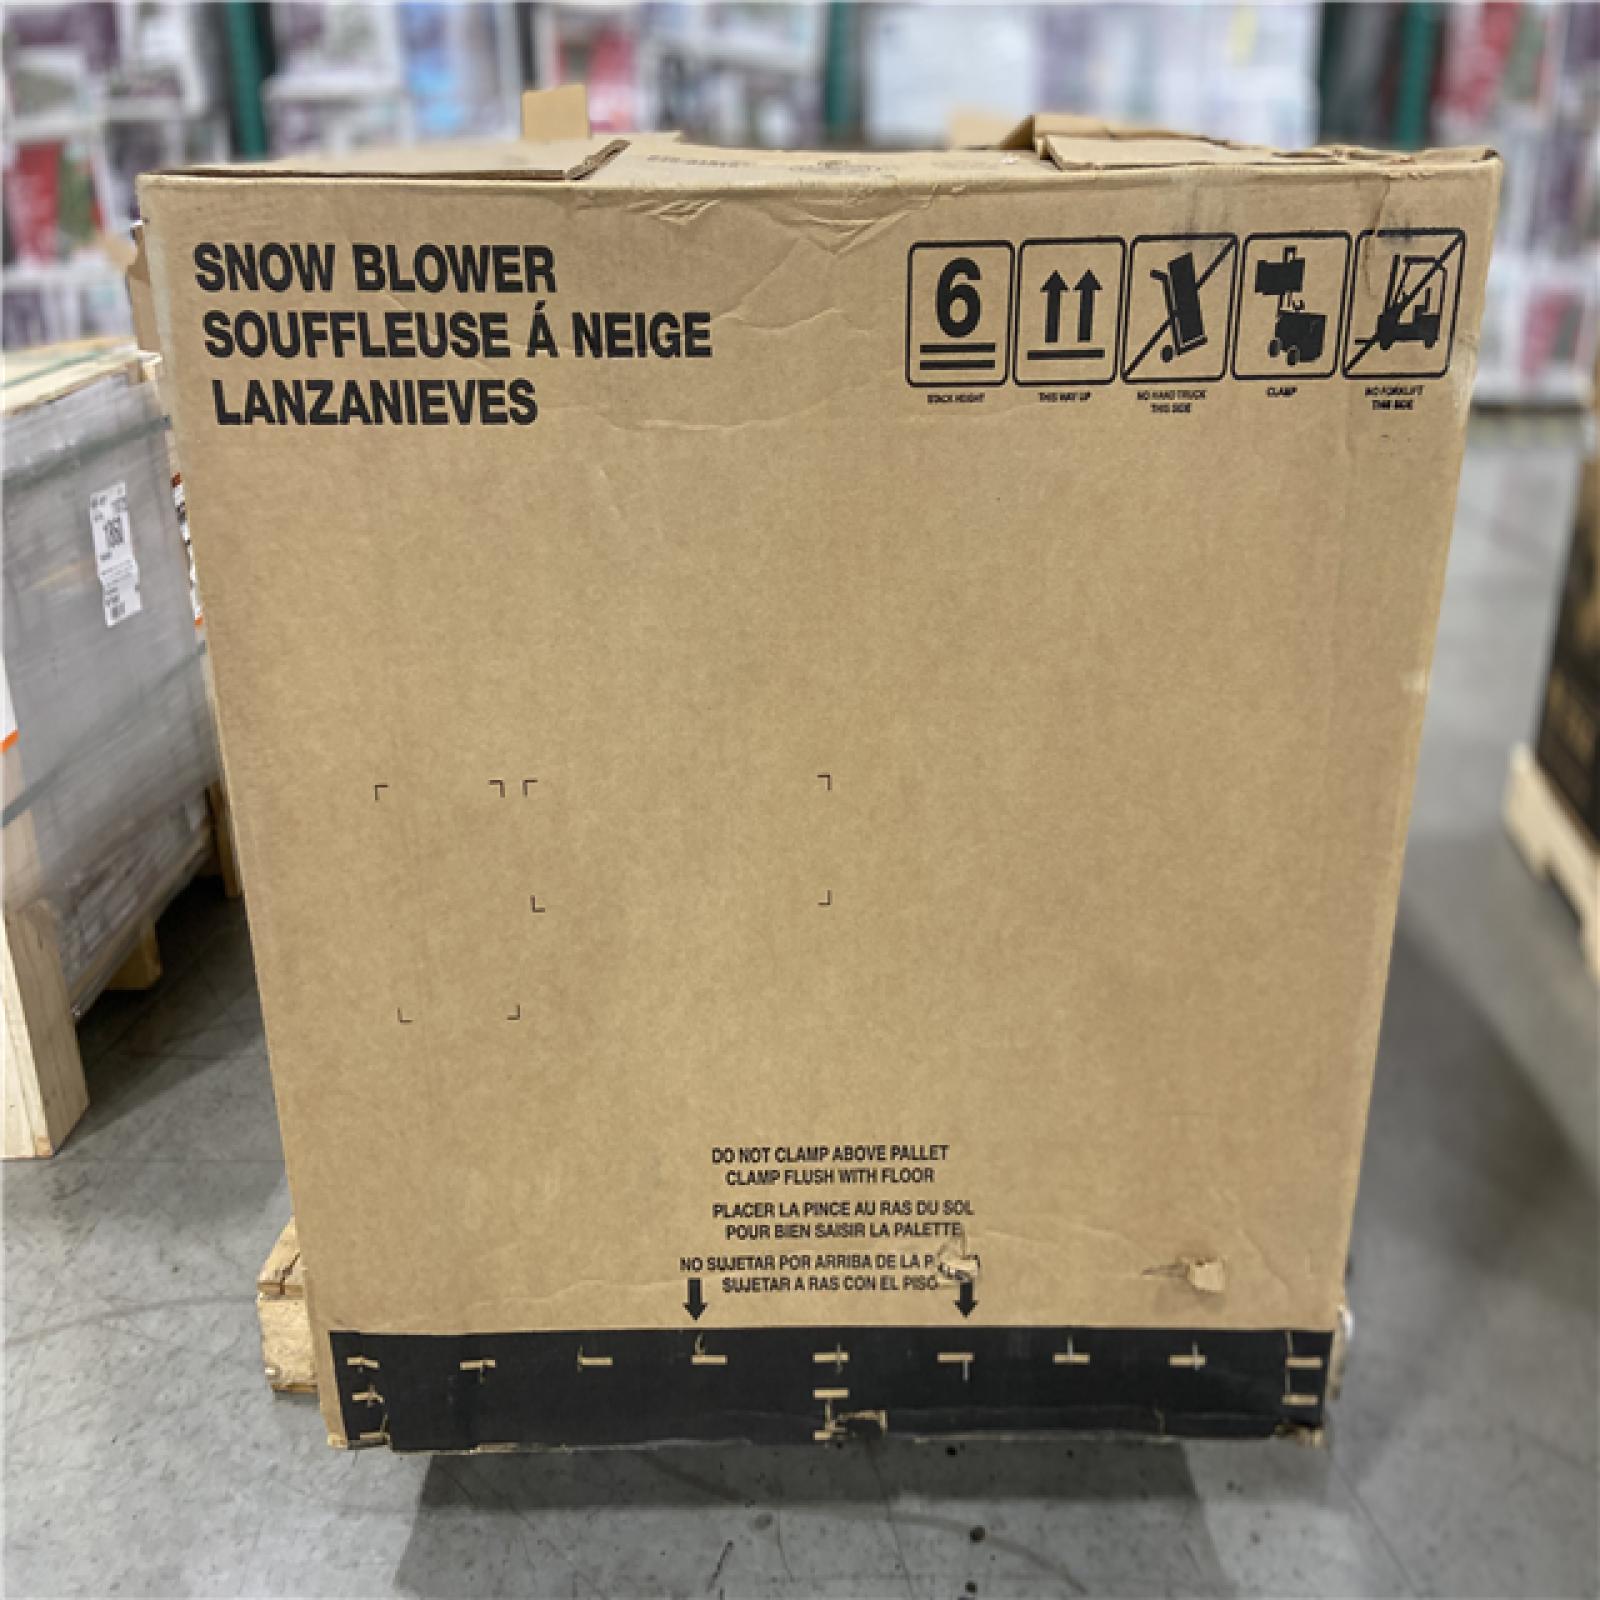 SNOW BLOWER
SOUFFLEUSE Á NEIGE
LANZANIEVES
6
STACK HEIGHT
THIS WAY UP
NO HAND TRUCK
THIS SIDE
CLAMP
NO FORKLIFT
THIS SIDE
DO NOT CLAMP ABOVE PALLET
CLAMP FLUSH WITH FLOOR
PLACER LA PINCE AU RAS DU SOL
POUR BIEN SAISIR LA PALETTE
NO SUJETAR POR ARRIBA DE LA
SUJETAR A RAS CON EL PISO